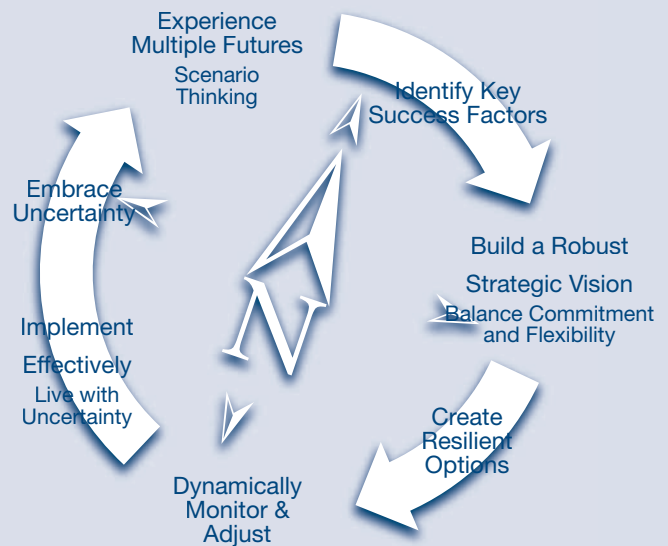 Experience
Multiple Futures
Scenario
Thinking
Identify Key
Success Factors
Build a Robust
Strategic Vision
Balance Commitment
and Flexibility
Create
Resilient
Options
Dynamically
Monitor &
Adjust
Implement
Effectively
Live with
Uncertainty
Embrace
Uncertainty
N